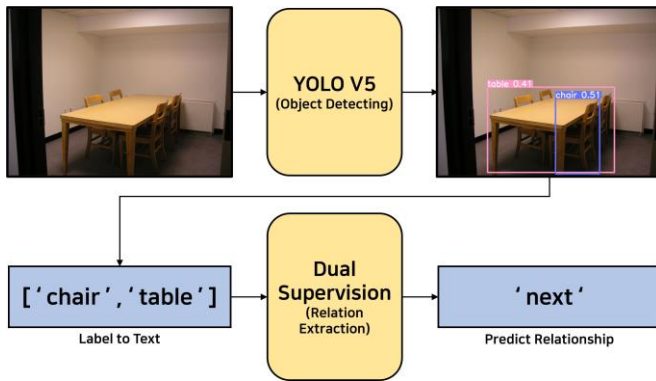 YOLO V5
(Object Detecting)
table 0.41
chair 0.51
['chair', 'table']
Label to Text
Dual
Supervision
(Relation
Extraction)
'next'
Predict Relationship